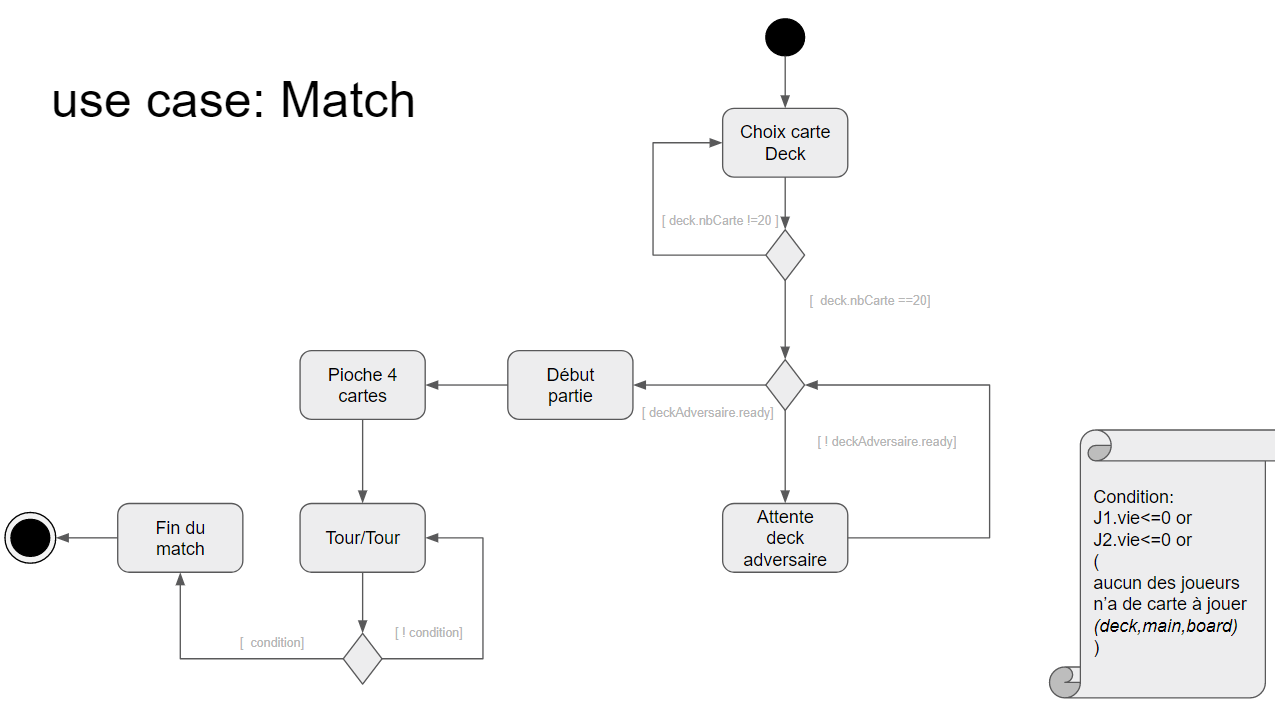 use case: Match
Choix carte
Deck
[ deck.nbCarte !=20 ]
[  deck.nbCarte ==20]
Pioche 4
cartes
Début
partie
[ deckAdversaire.ready]
[ ! deckAdversaire.ready]
Fin du
match
Tour/Tour
Attente
deck
adversaire
[  condition]
[ ! condition]
Condition:
J1.vie<=0 or
J2.vie<=0 or
(
aucun des joueurs
n’a de carte à jouer
(deck,main,board)
)